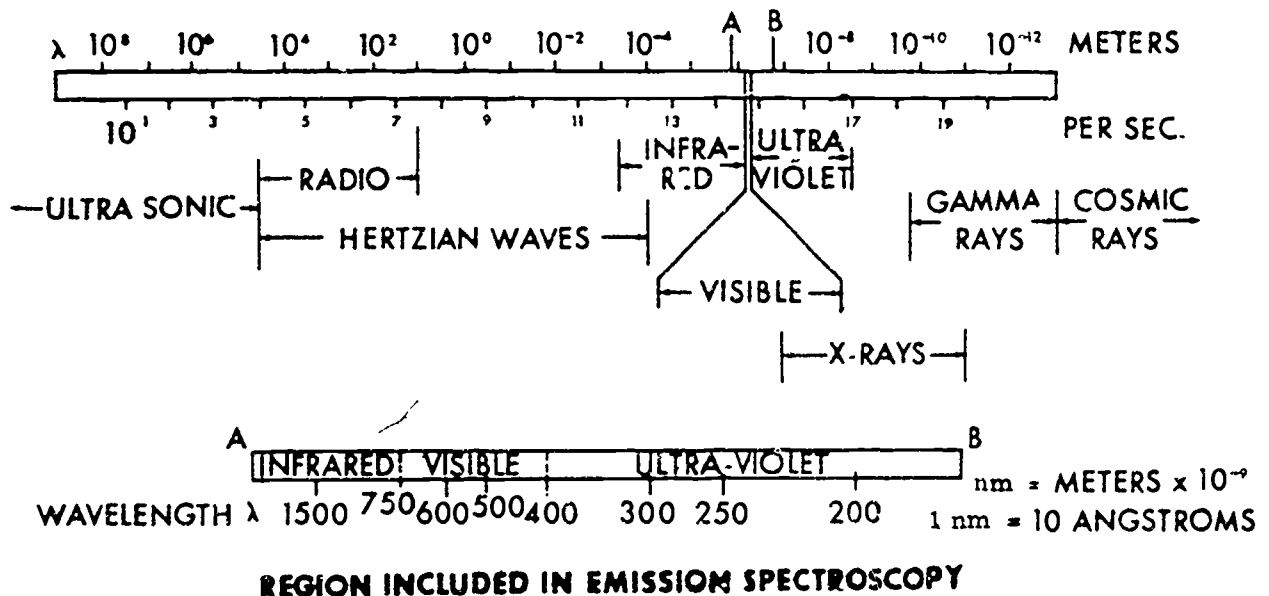 λ 10⁸ 10⁶ 10⁴ 10² 10⁰ 10⁻² 10⁻⁴ A B 10⁻⁸ 10⁻¹⁰ 10⁻¹² METERS
10¹ 3 5 7 9 11 13 17 19 PER SEC.
INFRA-
RED
ULTRA
VIOLET
RADIO
ULTRA SONIC
HERTZIAN WAVES
GAMMA
RAYS
COSMIC
RAYS
VISIBLE
X-RAYS
A B
INFRARED VISIBLE ULTRA-VIOLET
nm = METERS x 10⁻⁹
WAVELENGTH λ 1500 750 600 500 400 300 250 200
1 nm = 10 ANGSTROMS
REGION INCLUDED IN EMISSION SPECTROSCOPY